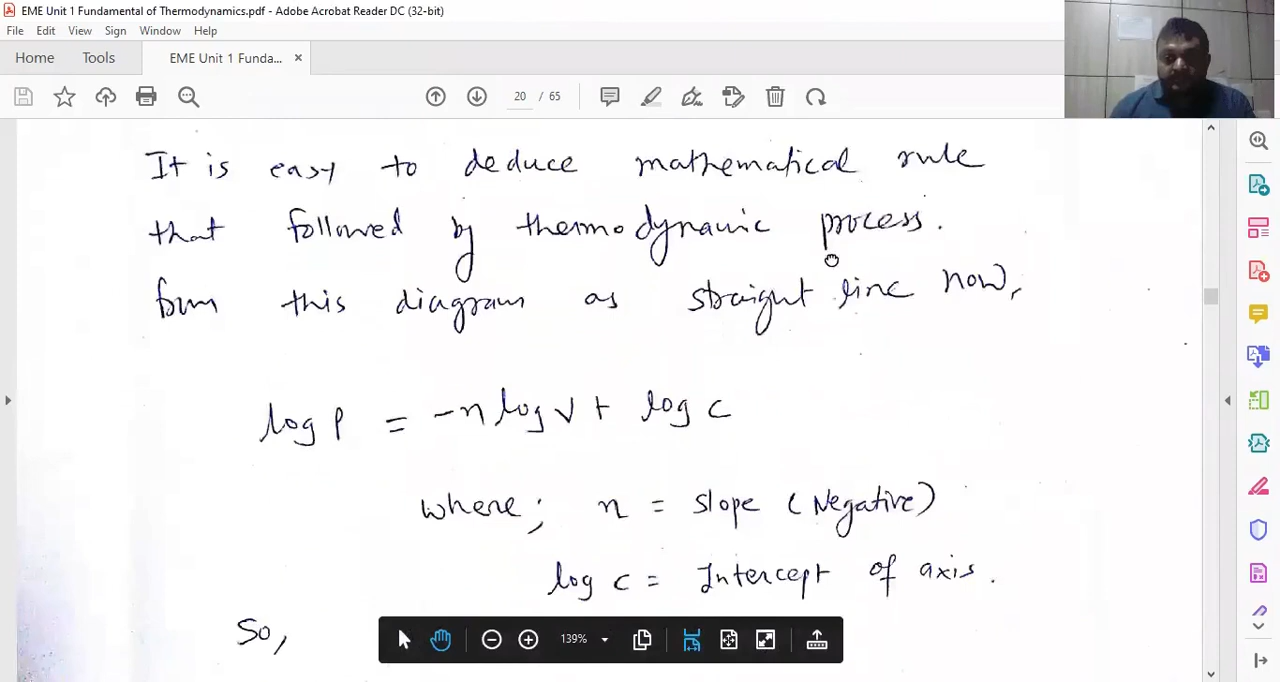 EME Unit 1 Fundamental of Thermodynamics.pdf - Adobe Acrobat Reader DC (32-bit)
File Edit View Sign Window Help
Home Tools EME Unit 1 Funda... ×
20 / 65
It is easy to deduce mathematical rule
that followed by thermodynamic process.
form this diagram as straight line now,
log P = -n log V + log c
where; n = slope (Negative)
log c = Intercept of axis.
So,
139%